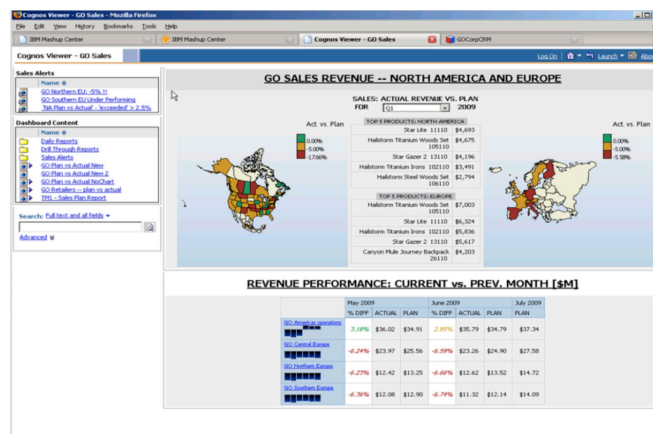 Cognos Viewer - GO Sales - Mozilla Firefox
File Edit View History Bookmarks Tools Help
IBM Mashup Center
IBM Mashup Center
Cognos Viewer - GO Sales
GOCorpCRM
Cognos Viewer - GO Sales
Log On
Launch
Sales Alerts
Name
GO Northern EU: -5% !!
GO Southern EU Under Performing
'NA Plan vs Actual' - 'exceeded' > 2.5%
Dashboard Content
Name
Daily Reports
Drill Through Reports
Sales Alerts
GO Plan vs Actual New
GO Plan vs Actual New 2
GO Plan vs Actual NoChart
GO Retailers -- plan vs actual
TM1 - Sales Plan Report
Search: Full text and all fields
Advanced
GO SALES REVENUE -- NORTH AMERICA AND EUROPE
SALES: ACTUAL REVENUE VS. PLAN
FOR Q1 2009
Act. vs. Plan
0.00%
-5.00%
-17.66%
TOP 5 PRODUCTS: NORTH AMERICA
Star Lite 11110 $4,693
Hailstorm Titanium Woods Set $4,675
105110
Star Gazer 2 13110 $4,196
Hailstorm Titanium Irons 102110 $3,491
Hailstorm Steel Woods Set $2,794
106110
TOP 5 PRODUCTS: EUROPE
Hailstorm Titanium Woods Set $7,003
105110
Star Lite 11110 $6,324
Hailstorm Titanium Irons 102110 $5,836
Star Gazer 2 13110 $5,617
Canyon Mule Journey Backpack $4,203
26110
Act. vs. Plan
0.00%
-5.00%
-5.58%
REVENUE PERFORMANCE: CURRENT vs. PREV. MONTH [$M]
May 2009 June 2009 July 2009
% DIFF ACTUAL PLAN % DIFF ACTUAL PLAN PLAN
GO Americas operations
3.18% $36.02 $34.91 2.89% $35.79 $34.79 $37.34
GO Central Europe
-6.24% $23.97 $25.56 -6.59% $23.26 $24.90 $27.58
GO Northern Europe
-6.23% $12.42 $13.25 -6.66% $12.62 $13.52 $14.72
GO Southern Europe
-6.36% $12.08 $12.90 -6.74% $11.32 $12.14 $14.09